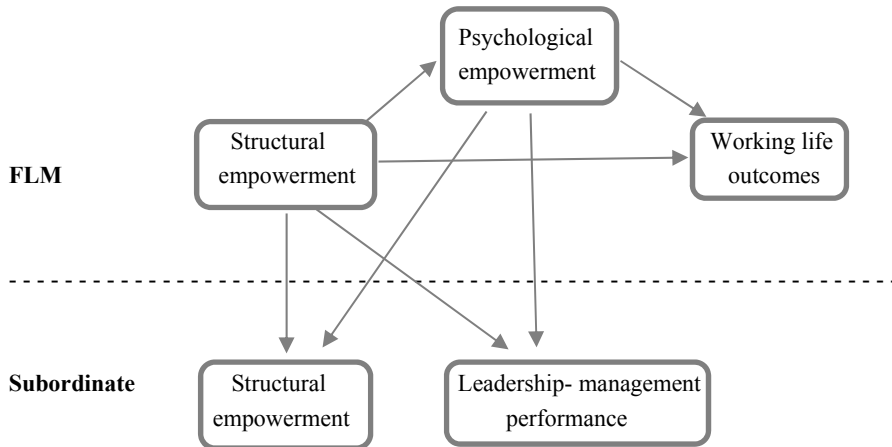 Psychological
empowerment
Structural
empowerment
Working life
outcomes
FLM
Subordinate
Structural
empowerment
Leadership- management
performance